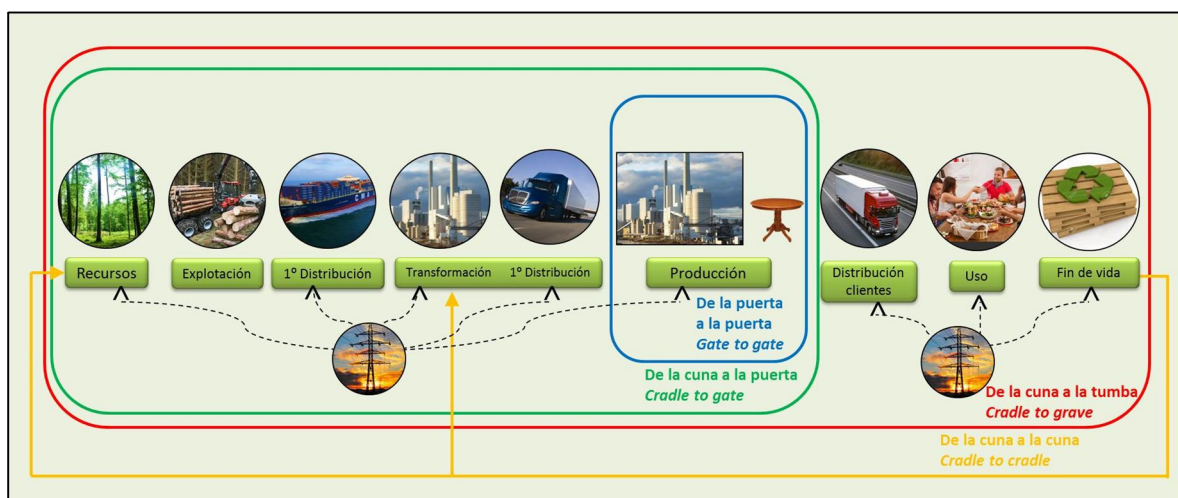 Recursos
Explotación
1º Distribución
Transformación
1º Distribución
Producción
Distribución
clientes
Uso
Fin de vida
De la puerta
a la puerta
Gate to gate
De la cuna a la puerta
Cradle to gate
De la cuna a la tumba
Cradle to grave
De la cuna a la cuna
Cradle to cradle